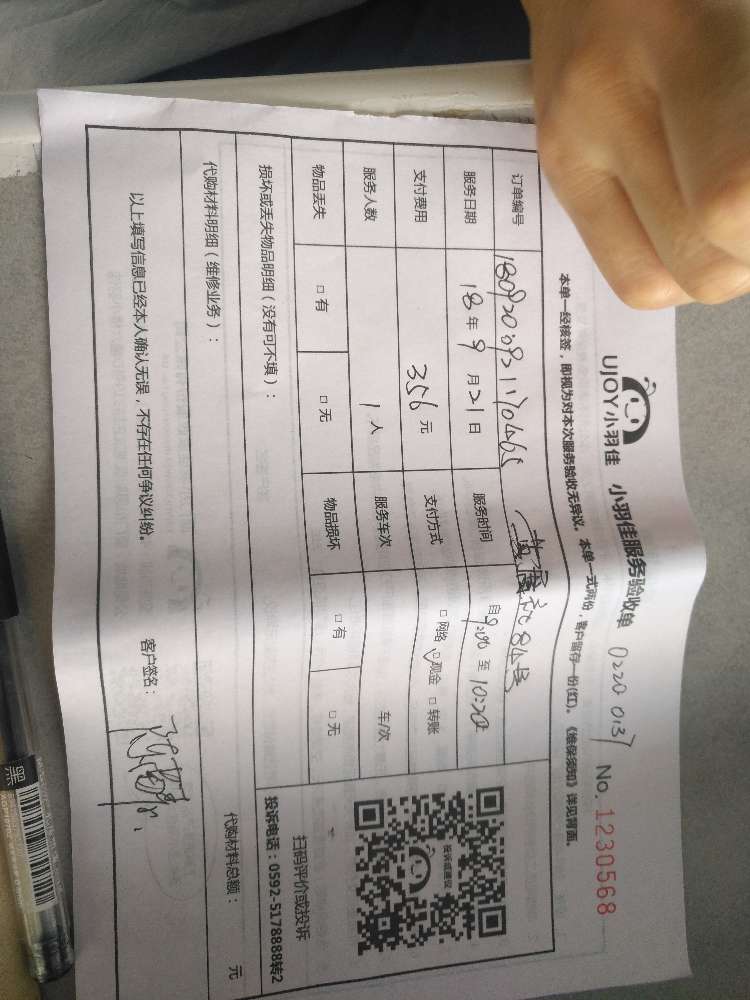 UJOY小羽佳 小羽佳服务验收单 0220 0137 No. 1230568
本单一经核签，即视为对本次服务验收无异议。本单一式两份，客户留存一份(红)。《维保须知》详见背面。
订单编号
服务日期 18年9月21日 服务时间 自9:00至10:20
支付费用 356元 支付方式 □网络 □现金 □转账
服务人数 1人 服务车次 车/次
物品丢失 □有 □无 物品损坏 □有 □无
损坏或丢失物品明细（没有可不填）：
投诉或建议
扫码评价或投诉
投诉电话：0592-5178888转2
代购材料明细（维修业务）： 代购材料总额： 元
以上填写信息已经本人确认无误，不存在任何争议纠纷。 客户签名：
黑